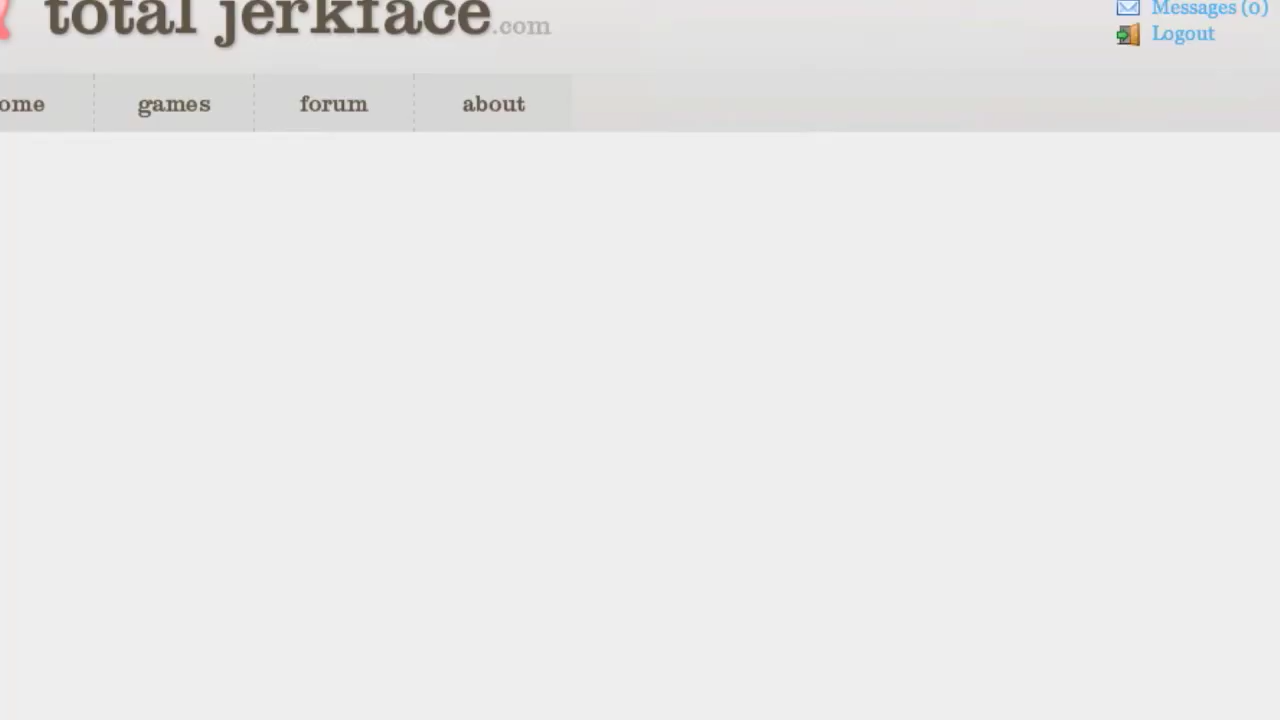 total jerkface.com
Messages (0)
Logout
ome
games
forum
about